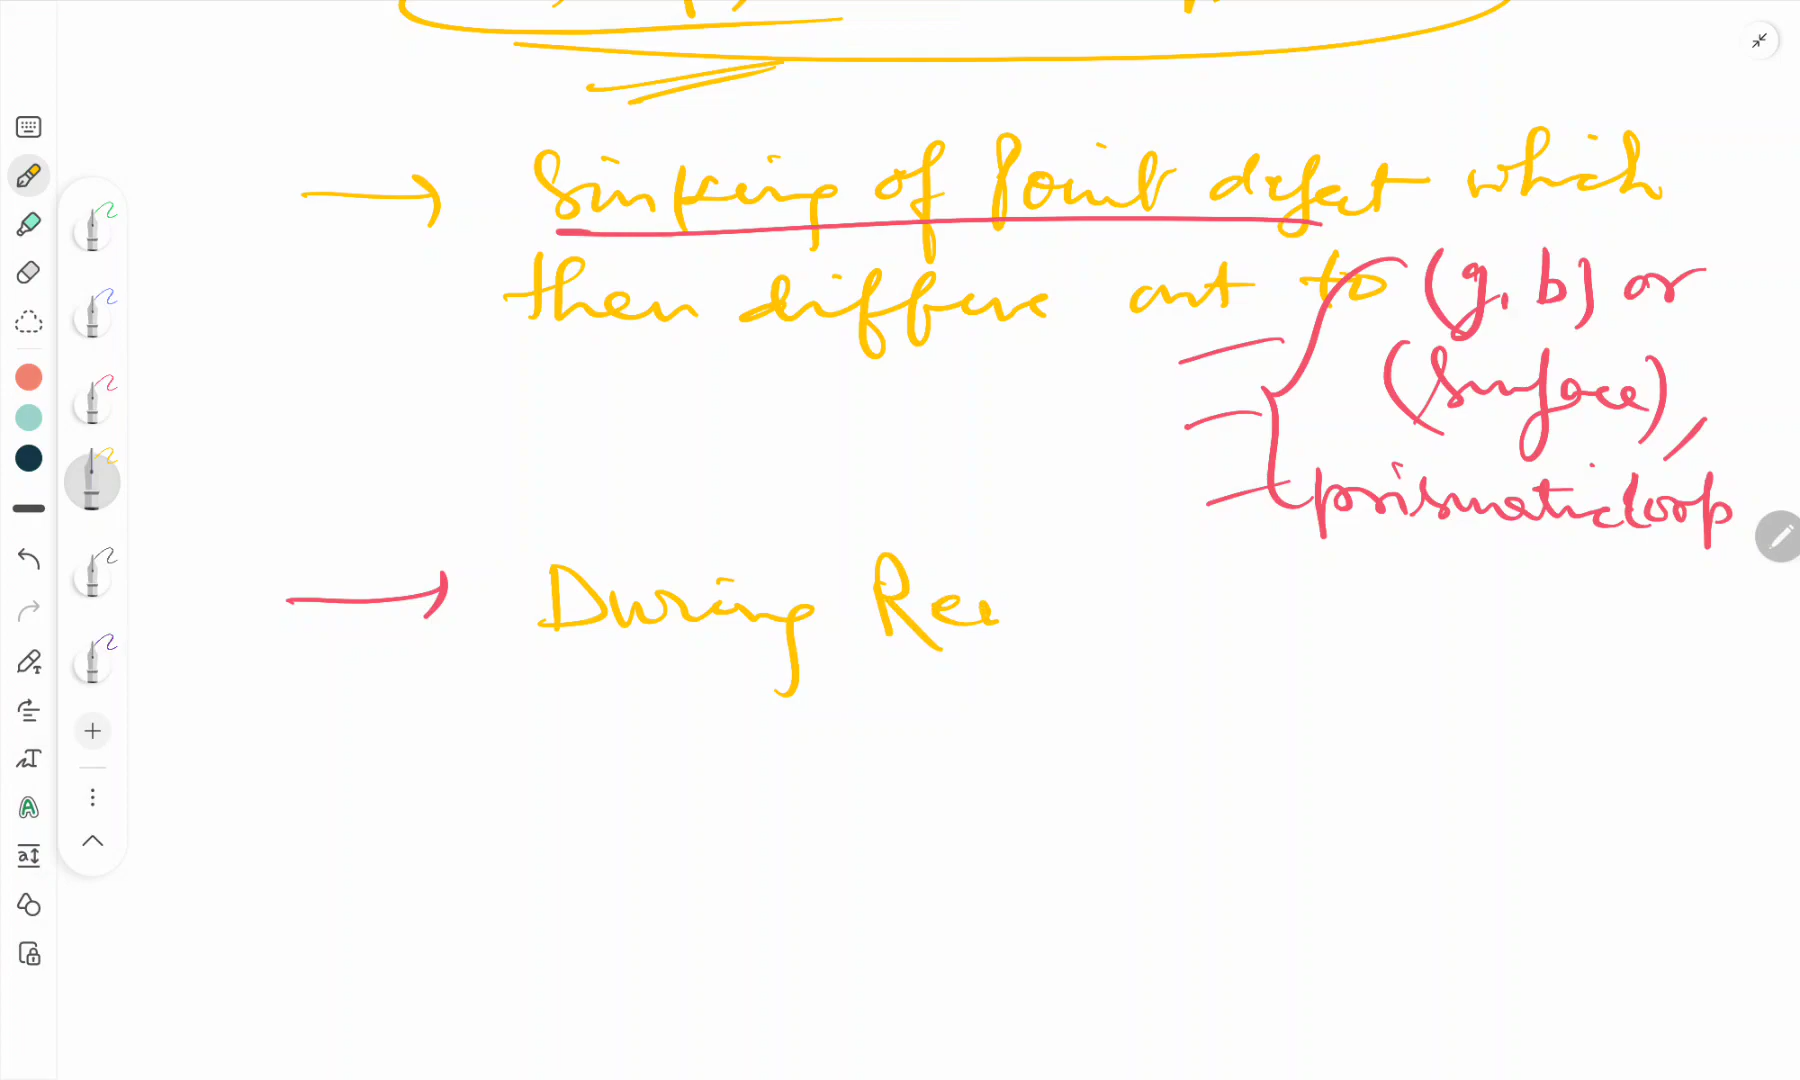 → Sinking of point defect which
then diffuse out to (g, b) or
(surface),
prismatic loop
→ During Rec